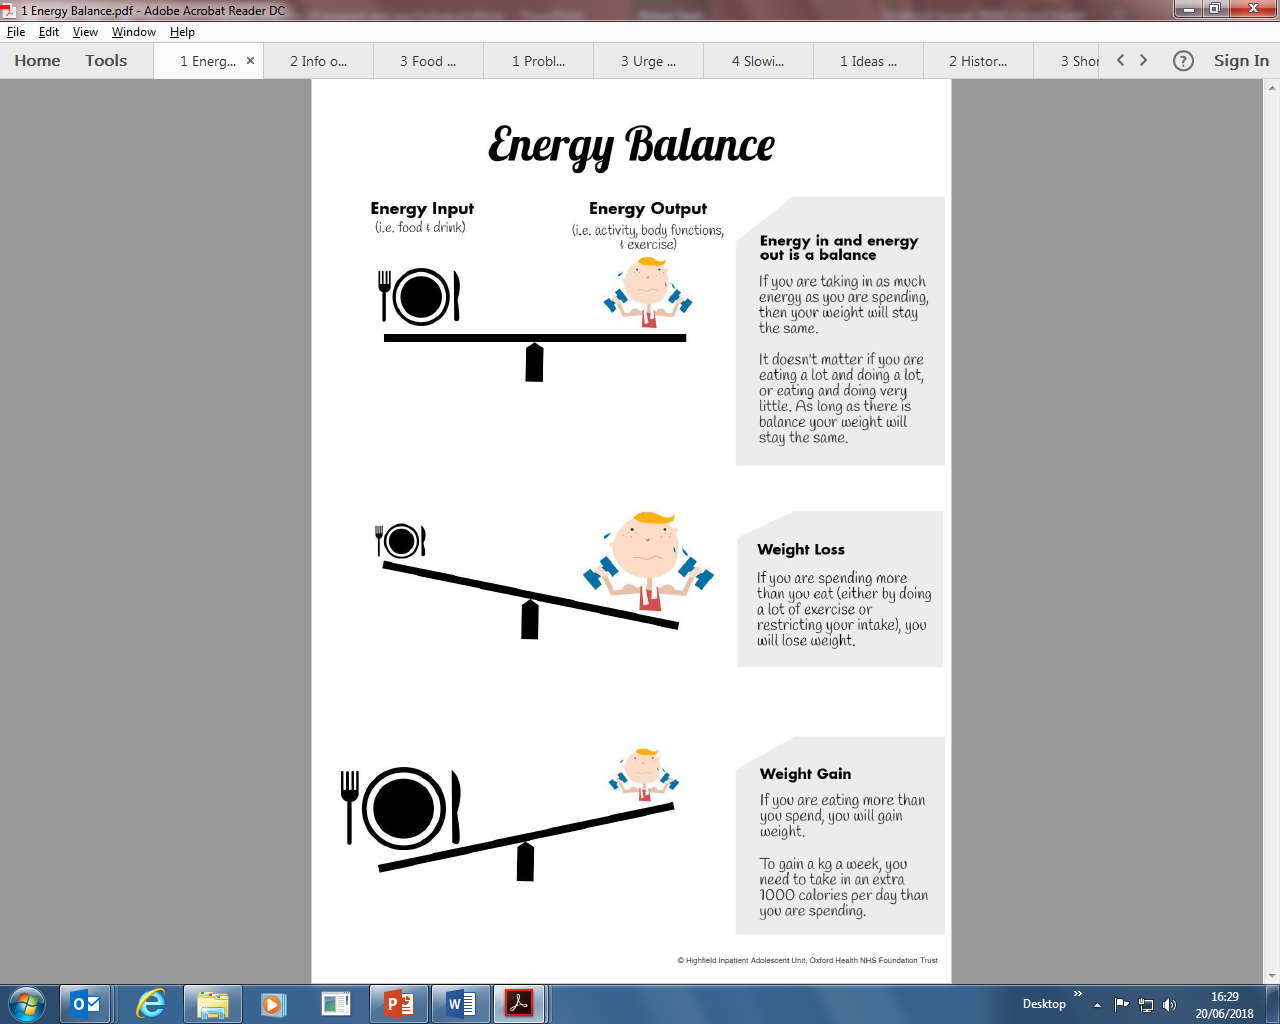 1 Energy Balance.pdf - Adobe Acrobat Reader DC
File Edit View Window Help
Home Tools 1 Energ... × 2 Info o... 3 Food ... 1 Probl... 3 Urge ... 4 Slowi... 1 Ideas ... 2 Histor... 3 Shor ? Sign In
Energy Balance
Energy Input
(i.e. food & drink)
Energy Output
(i.e. activity, body functions,
& exercise)
Energy in and energy
out is a balance
If you are taking in as much
energy as you are spending,
then your weight will stay
the same.
It doesn't matter if you are
eating a lot and doing a lot,
or eating and doing very
little. As long as there is
balance your weight will
stay the same.
Weight Loss
If you are spending more
than you eat (either by doing
a lot of exercise or
restricting your intake), you
will lose weight.
Weight Gain
If you are eating more than
you spend, you will gain
weight.
To gain a kg a week, you
need to take in an extra
1000 calories per day than
you are spending.
© Highfield Inpatient Adolescent Unit, Oxford Health NHS Foundation Trust
Desktop
16:29
20/06/2018